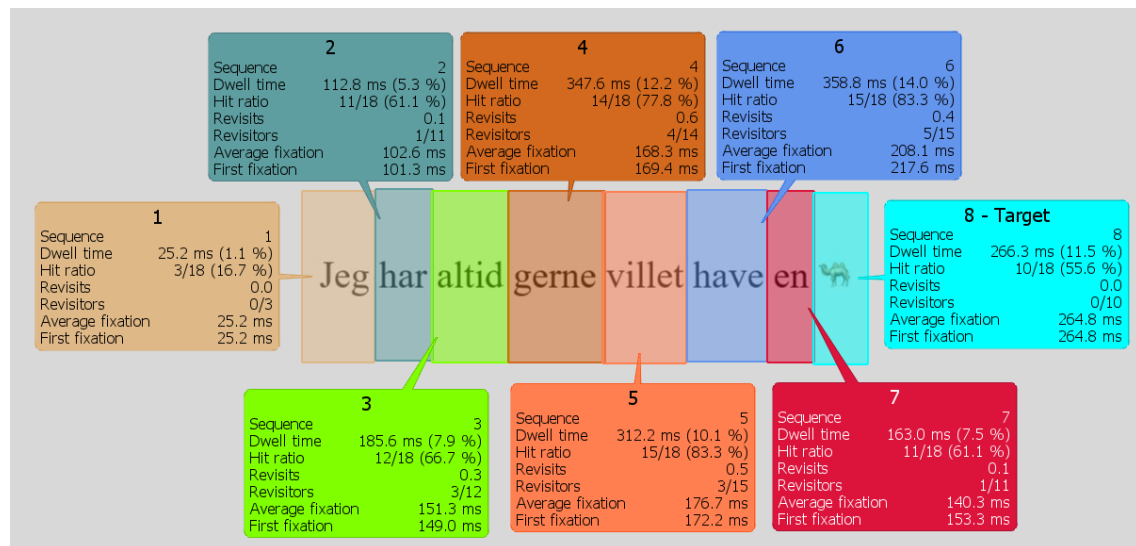 2
Sequence 2
Dwell time 112.8 ms (5.3 %)
Hit ratio 11/18 (61.1 %)
Revisits 0.1
Revisitors 1/11
Average fixation 102.6 ms
First fixation 101.3 ms
4
Sequence 4
Dwell time 347.6 ms (12.2 %)
Hit ratio 14/18 (77.8 %)
Revisits 0.6
Revisitors 4/14
Average fixation 168.3 ms
First fixation 169.4 ms
6
Sequence 6
Dwell time 358.8 ms (14.0 %)
Hit ratio 15/18 (83.3 %)
Revisits 0.4
Revisitors 5/15
Average fixation 208.1 ms
First fixation 217.6 ms
1
Sequence 1
Dwell time 25.2 ms (1.1 %)
Hit ratio 3/18 (16.7 %)
Revisits 0.0
Revisitors 0/3
Average fixation 25.2 ms
First fixation 25.2 ms
Jeg har altid gerne villet have en 🐫
8 - Target
Sequence 8
Dwell time 266.3 ms (11.5 %)
Hit ratio 10/18 (55.6 %)
Revisits 0.0
Revisitors 0/10
Average fixation 264.8 ms
First fixation 264.8 ms
3
Sequence 3
Dwell time 185.6 ms (7.9 %)
Hit ratio 12/18 (66.7 %)
Revisits 0.3
Revisitors 3/12
Average fixation 151.3 ms
First fixation 149.0 ms
5
Sequence 5
Dwell time 312.2 ms (10.1 %)
Hit ratio 15/18 (83.3 %)
Revisits 0.5
Revisitors 3/15
Average fixation 176.7 ms
First fixation 172.2 ms
7
Sequence 7
Dwell time 163.0 ms (7.5 %)
Hit ratio 11/18 (61.1 %)
Revisits 0.1
Revisitors 1/11
Average fixation 140.3 ms
First fixation 153.3 ms